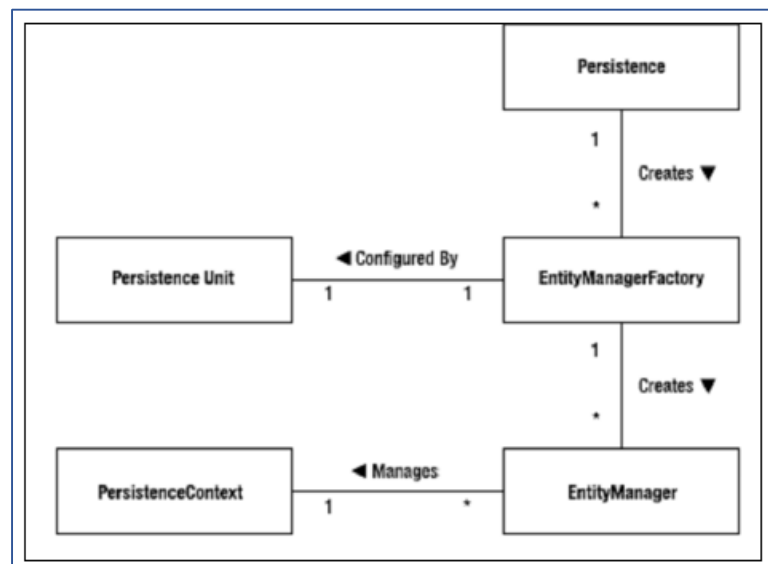 Persistence
1
Creates ▼
*
◀ Configured By
Persistence Unit
EntityManagerFactory
1
1
1
Creates ▼
*
◀ Manages
PersistenceContext
EntityManager
1
*